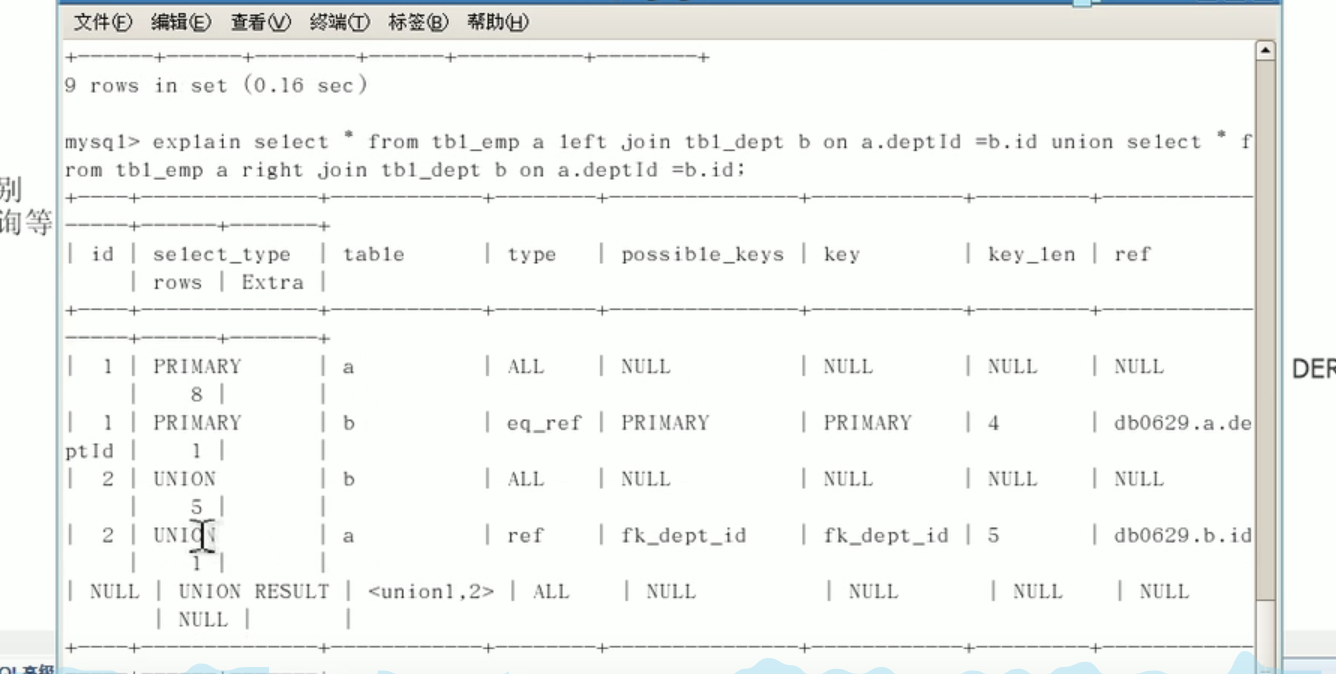 文件(F) 编辑(E) 查看(V) 终端(T) 标签(B) 帮助(H)
+------+------+--------+------+----------+--------+
9 rows in set (0.16 sec)
mysql> explain select * from tbl_emp a left join tbl_dept b on a.deptId =b.id union select * f
rom tbl_emp a right join tbl_dept b on a.deptId =b.id;
别
询等
| id | select_type | table | type | possible_keys | key | key_len | ref
| rows | Extra |
| 1 | PRIMARY | a | ALL | NULL | NULL | NULL | NULL
| 8 | |
DER
| 1 | PRIMARY | b | eq_ref | PRIMARY | PRIMARY | 4 | db0629.a.de
ptId | 1 | |
| 2 | UNION | b | ALL | NULL | NULL | NULL | NULL
| 5 | |
| 2 | UNION | a | ref | fk_dept_id | fk_dept_id | 5 | db0629.b.id
| 1 | |
| NULL | UNION RESULT | <union1,2> | ALL | NULL | NULL | NULL | NULL
| NULL | |